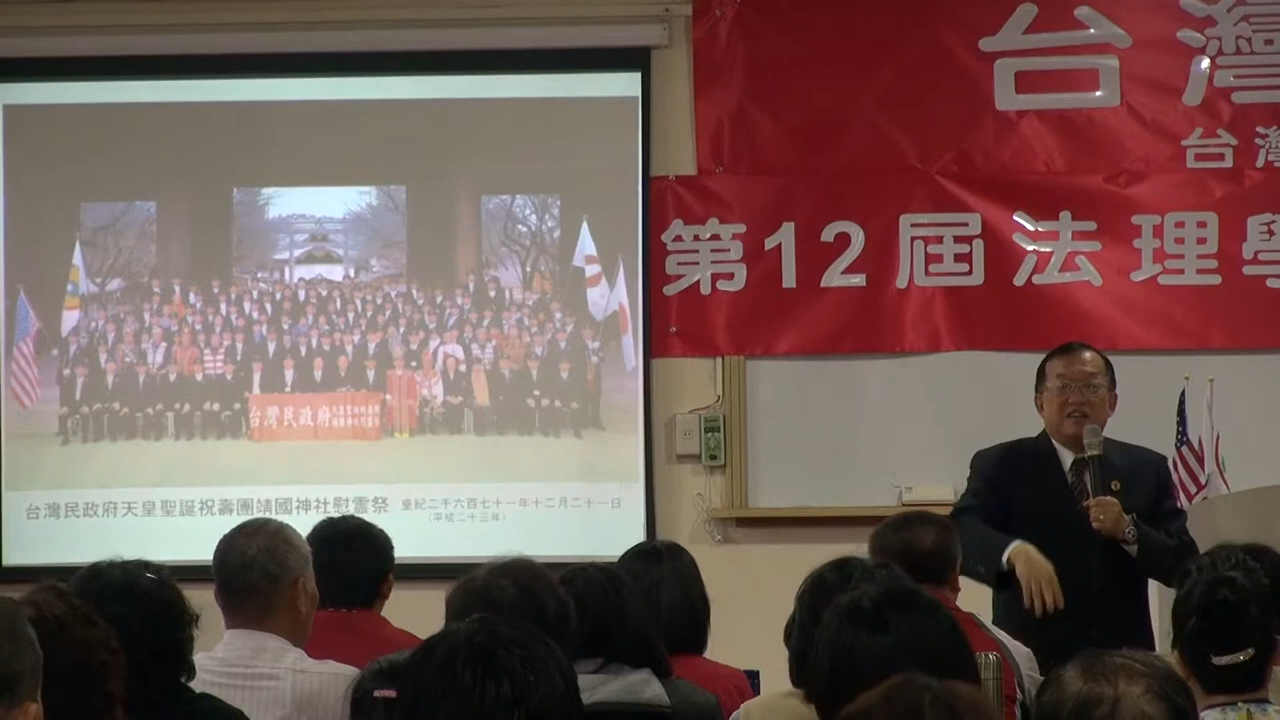 台灣民政府
台灣民政府天皇聖誕祝壽團靖國神社慰霊祭 皇紀二千六百七十一年十二月二十一日
(平成二十三年)
台灣
台灣
第12屆法理學